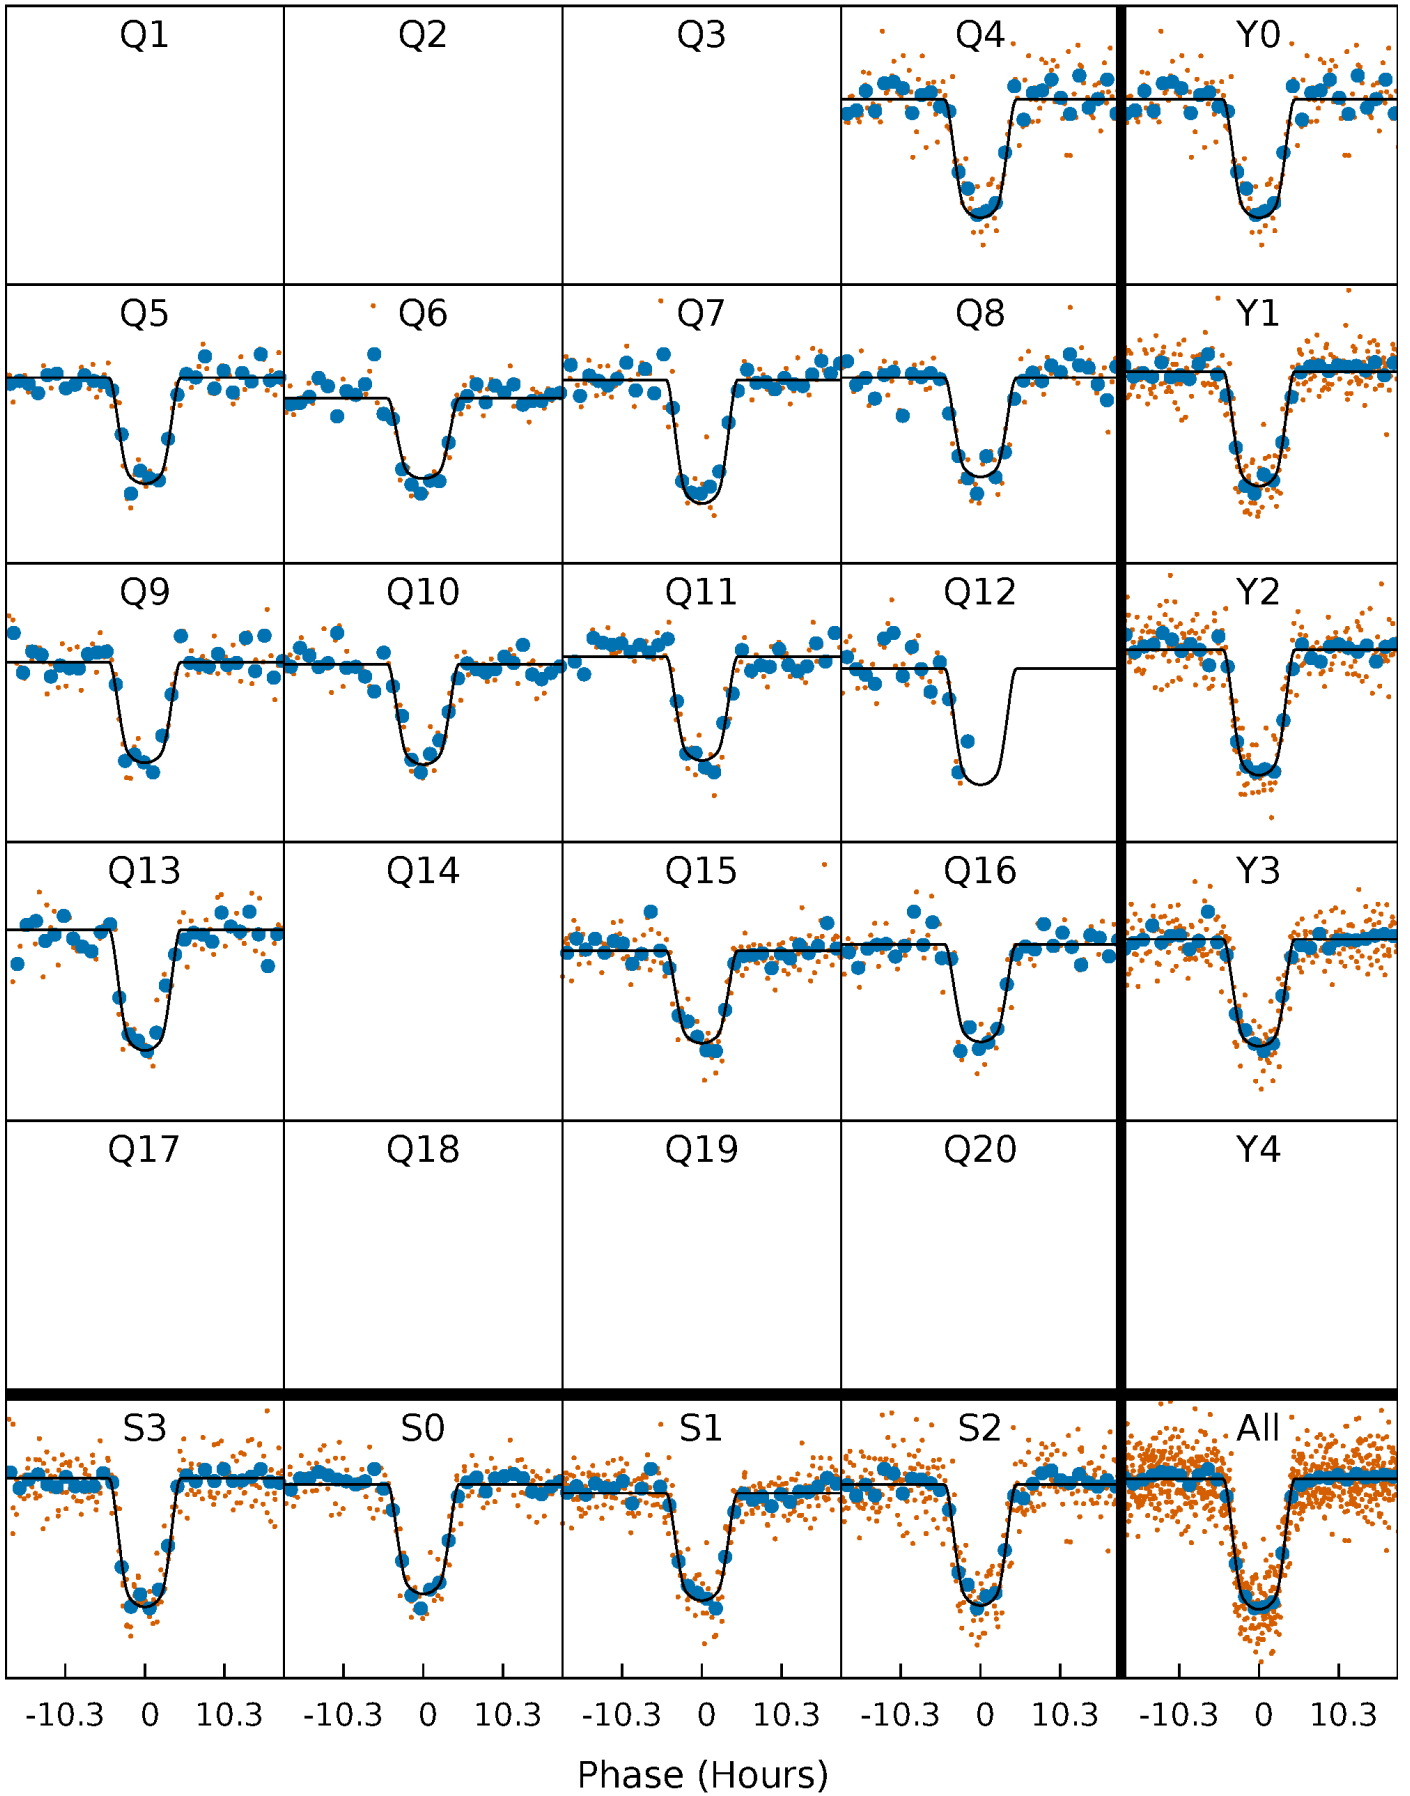 Q1 Q2 Q3 Q4 Y0
Q5 Q6 Q7 Q8 Y1
Q9 Q10 Q11 Q12 Y2
Q13 Q14 Q15 Q16 Y3
Q17 Q18 Q19 Q20 Y4
S3 S0 S1 S2 All
-10.3 0 10.3 -10.3 0 10.3 -10.3 0 10.3 -10.3 0 10.3 -10.3 0 10.3
Phase (Hours)